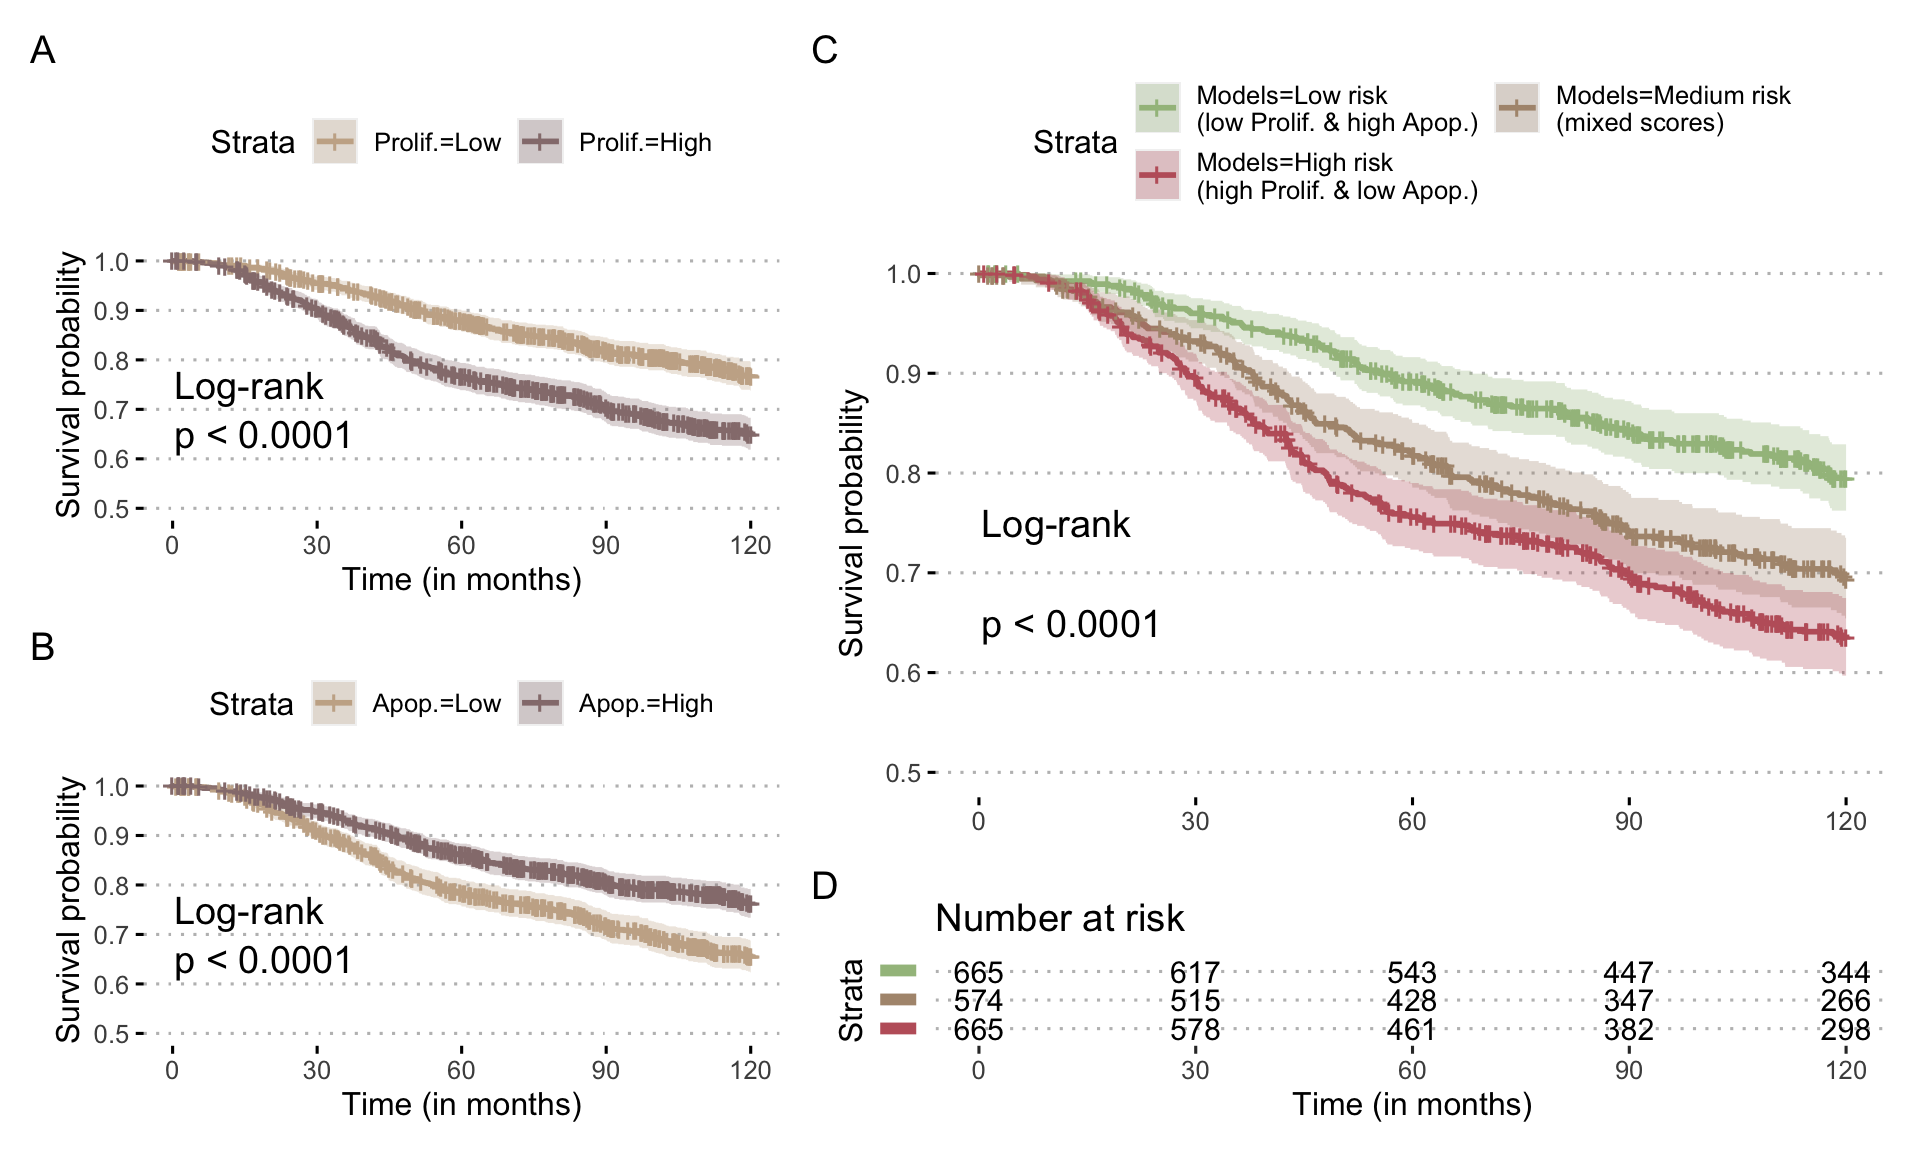 A
Strata Prolif.=Low Prolif.=High
Survival probability
1.0
0.9
0.8
0.7
0.6
0.5
Log-rank
p < 0.0001
0 30 60 90 120
Time (in months)
B
Strata Apop.=Low Apop.=High
Survival probability
1.0
0.9
0.8
0.7
0.6
0.5
Log-rank
p < 0.0001
0 30 60 90 120
Time (in months)
C
Strata
Models=Low risk
(low Prolif. & high Apop.)
Models=High risk
(high Prolif. & low Apop.)
Models=Medium risk
(mixed scores)
Survival probability
1.0
0.9
0.8
0.7
0.6
0.5
Log-rank
p < 0.0001
0 30 60 90 120
D
Number at risk
Strata
665 617 543 447 344
574 515 428 347 266
665 578 461 382 298
0 30 60 90 120
Time (in months)